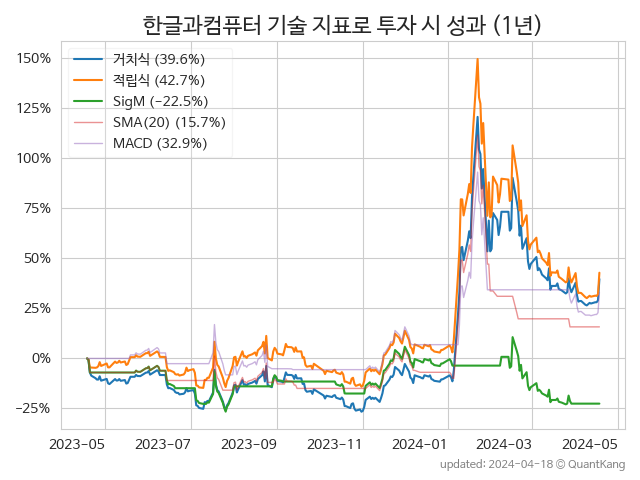 한글과컴퓨터 기술 지표로 투자 시 성과 (1년)
150%
125%
100%
75%
50%
25%
0%
−25%
거치식 (39.6%)
적립식 (42.7%)
SigM (−22.5%)
SMA(20) (15.7%)
MACD (32.9%)
2023-05 2023-07 2023-09 2023-11 2024-01 2024-03 2024-05
updated: 2024-04-18 © QuantKang